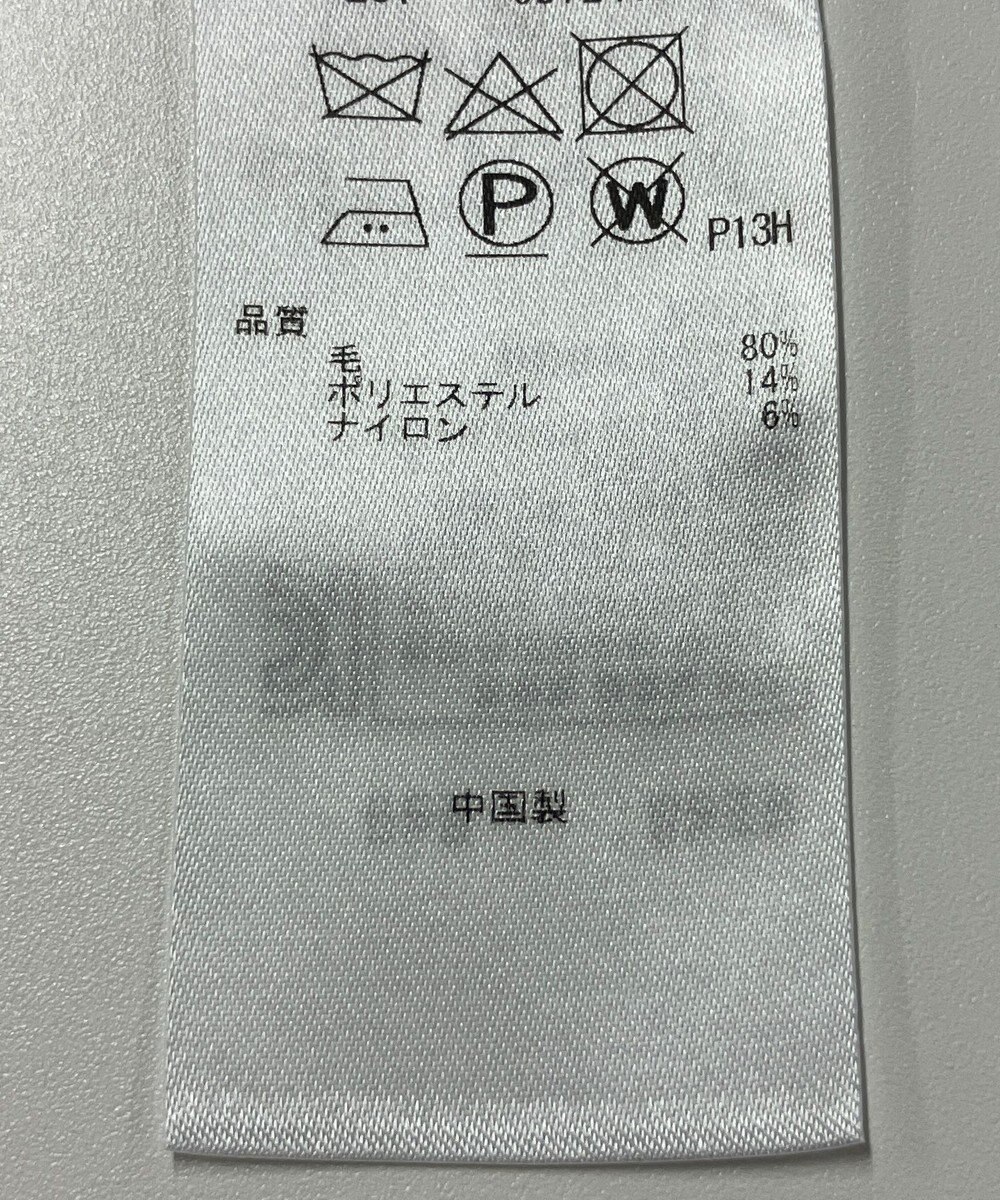 P
W
P13H
品質
毛 80%
ポリエステル 14%
ナイロン 6%
中国製